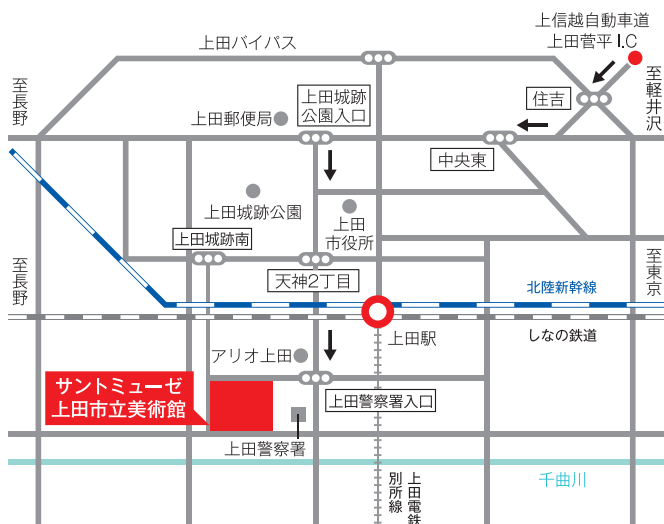 上信越自動車道
上田菅平 I.C
上田バイパス
至長野
至軽井沢
上田城跡
公園入口
住吉
上田郵便局
中央東
上田城跡公園
上田
市役所
上田城跡南
至長野
至東京
天神2丁目
北陸新幹線
しなの鉄道
上田駅
アリオ上田
サントミューゼ
上田市立美術館
上田警察署入口
上田警察署
千曲川
上田電鉄
別所線